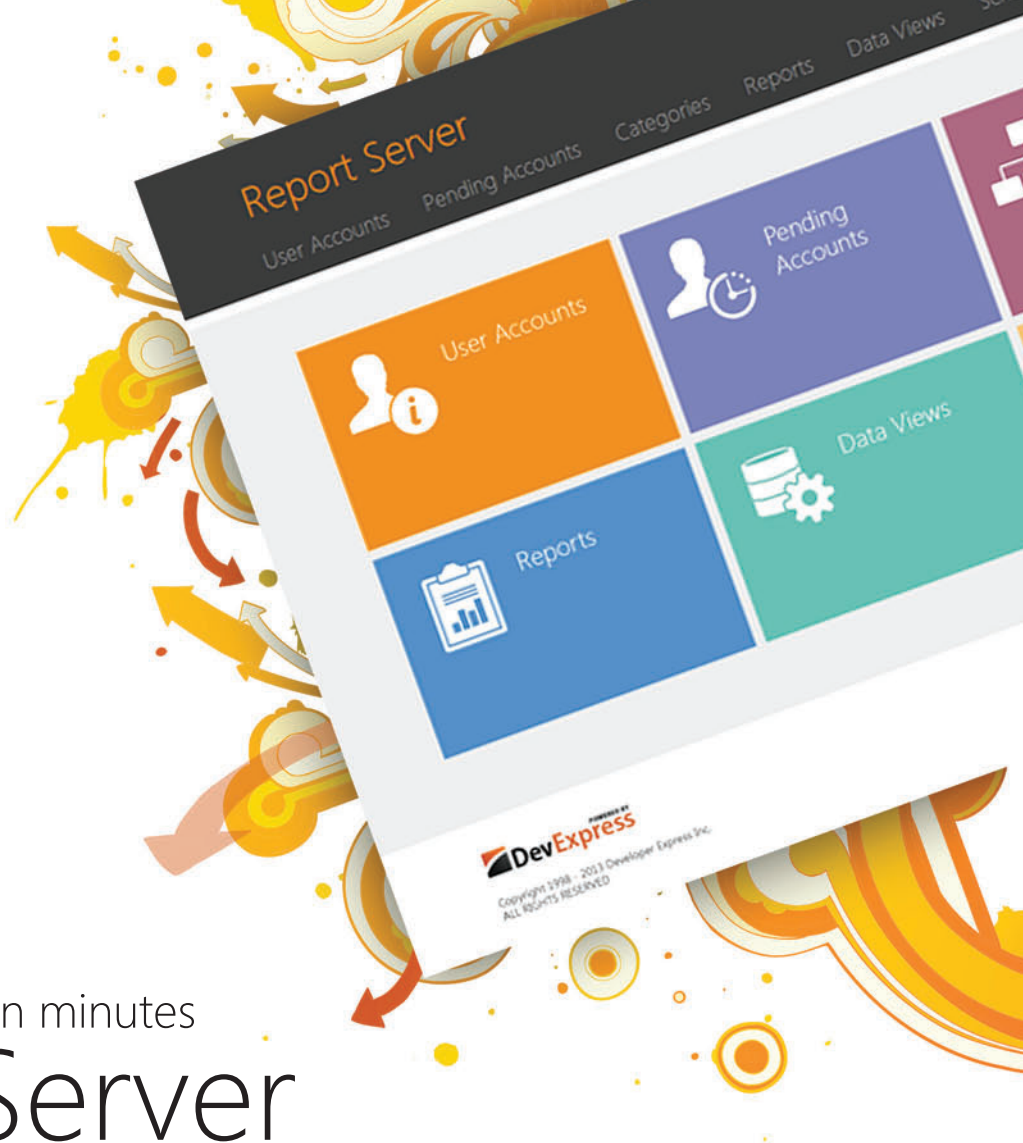 Report Server
User Accounts Pending Accounts Categories Reports Data Views
User Accounts
Pending
Accounts
Reports
Data Views
POWERED BY
DevExpress
Copyright 1998 - 2013 Developer Express Inc.
ALL RIGHTS RESERVED
n minutes
Server